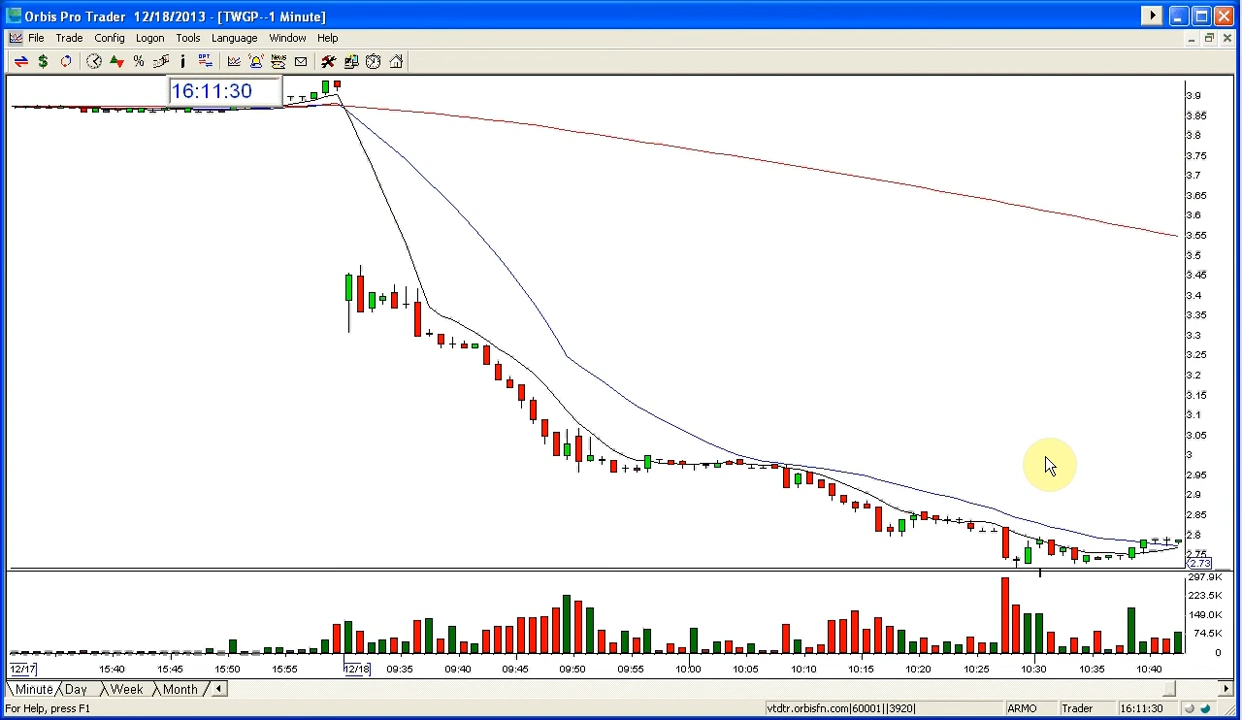 Orbis Pro Trader 12/18/2013 - [TWGP--1 Minute]
File Trade Config Logon Tools Language Window Help
$ % i OPT News
16:11:30
3.9
3.85
3.8
3.75
3.7
3.65
3.6
3.55
3.5
3.45
3.4
3.35
3.3
3.25
3.2
3.15
3.1
3.05
3
2.95
2.9
2.85
2.8
2.75
2.73
297.9K
223.5K
149.0K
74.5K
0
12/17 15:40 15:45 15:50 15:55 12/18 09:35 09:40 09:45 09:50 09:55 10:00 10:05 10:10 10:15 10:20 10:25 10:30 10:35 10:40
Minute Day Week Month
For Help, press F1 vtdtr.orbisfn.com|60001||3920| ARMO Trader 16:11:30